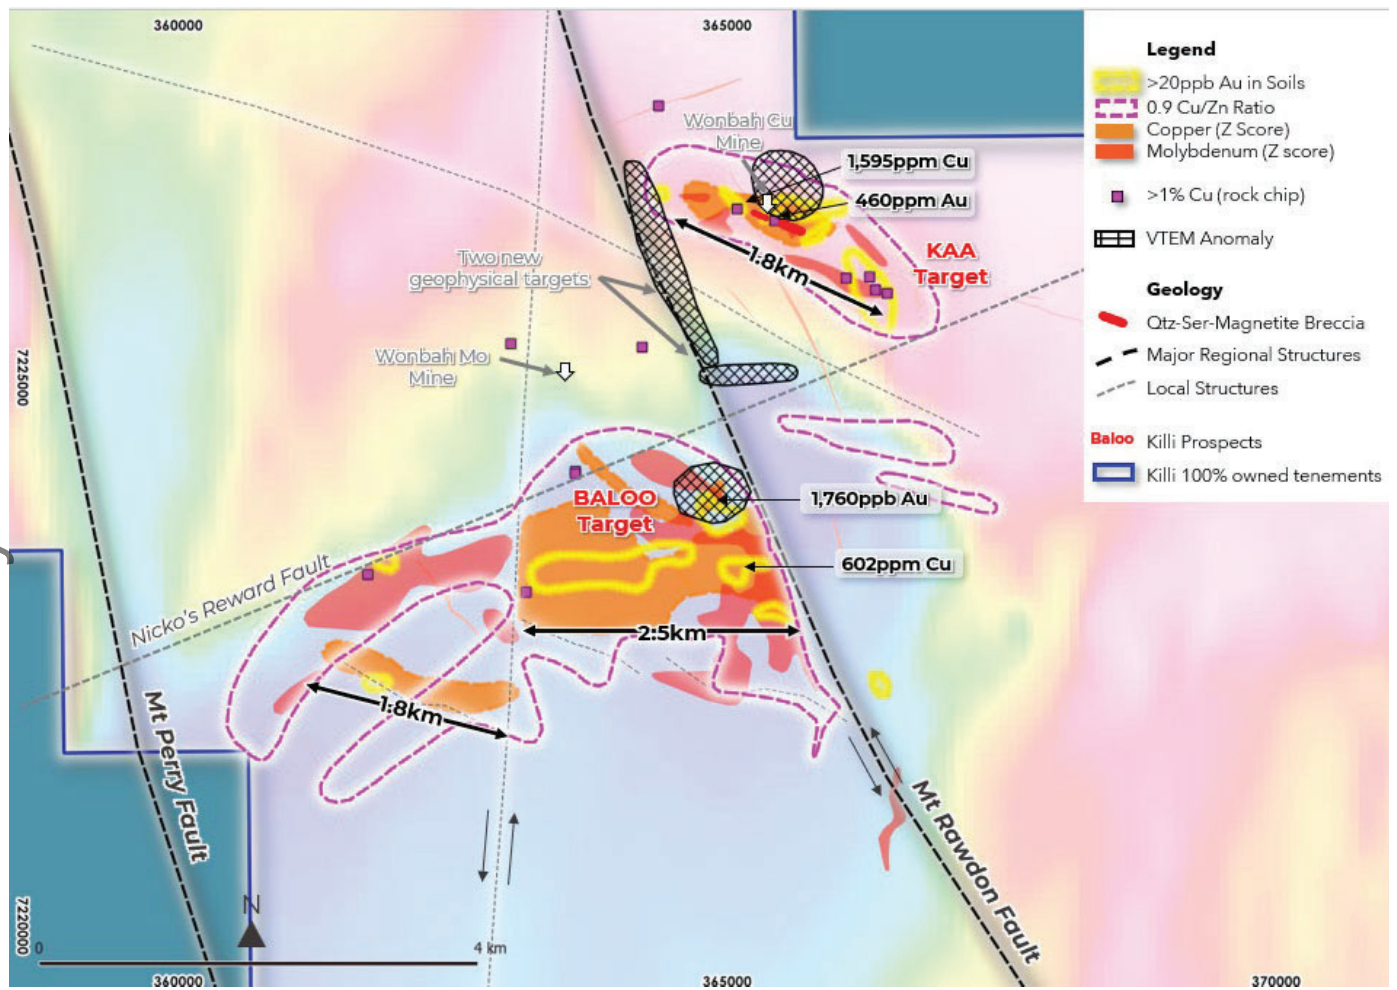 360000
365000
Wonbah Cu
Mine
1,595ppm Cu
460ppm Au
KAA
Target
1.8km
Two new
geophysical targets
Wonbah Mo
Mine
7225000
BALOO
Target
1,760ppb Au
602ppm Cu
2.5km
Nicko's Reward Fault
1.8km
Mt Perry Fault
Mt Rawdon Fault
7220000
N
0
4 km
360000
365000
370000
Legend
>20ppb Au in Soils
0.9 Cu/Zn Ratio
Copper (Z Score)
Molybdenum (Z score)
>1% Cu (rock chip)
VTEM Anomaly
Geology
Qtz-Ser-Magnetite Breccia
Major Regional Structures
Local Structures
Baloo Killi Prospects
Killi 100% owned tenements